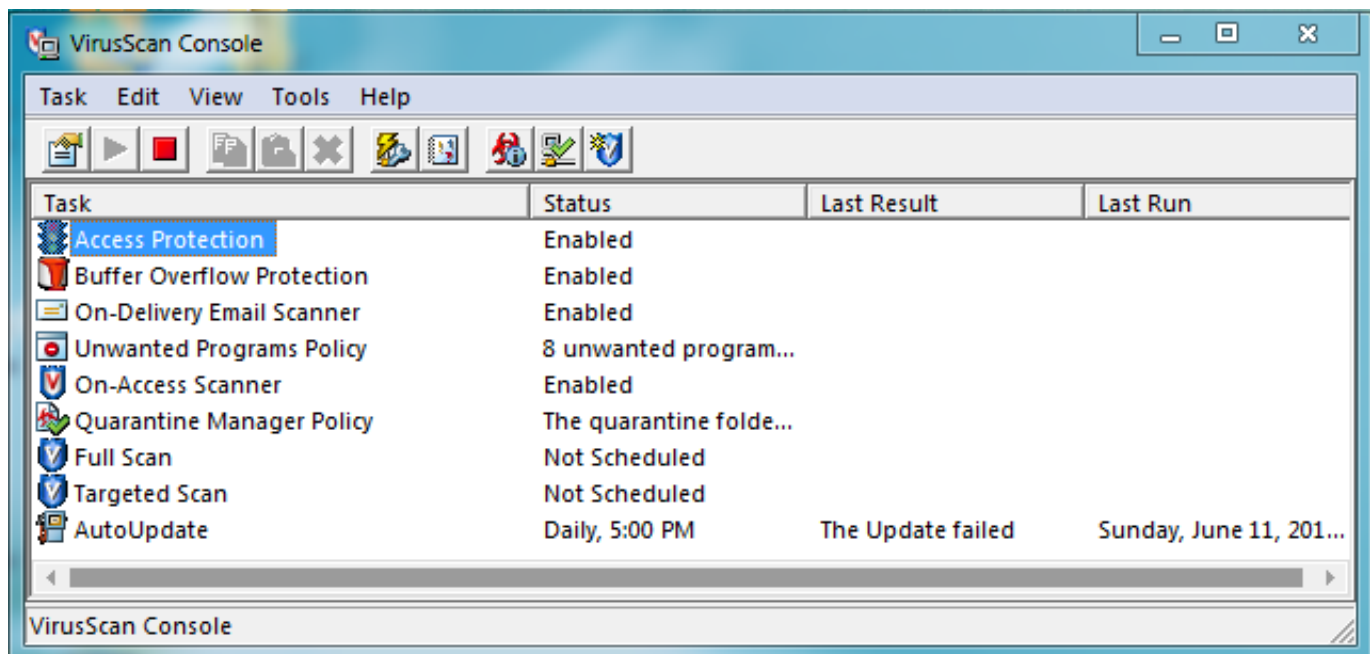 VirusScan Console
Task Edit View Tools Help
Task Status Last Result Last Run
Access Protection Enabled
Buffer Overflow Protection Enabled
On-Delivery Email Scanner Enabled
Unwanted Programs Policy 8 unwanted program...
On-Access Scanner Enabled
Quarantine Manager Policy The quarantine folde...
Full Scan Not Scheduled
Targeted Scan Not Scheduled
AutoUpdate Daily, 5:00 PM The Update failed Sunday, June 11, 201...
VirusScan Console